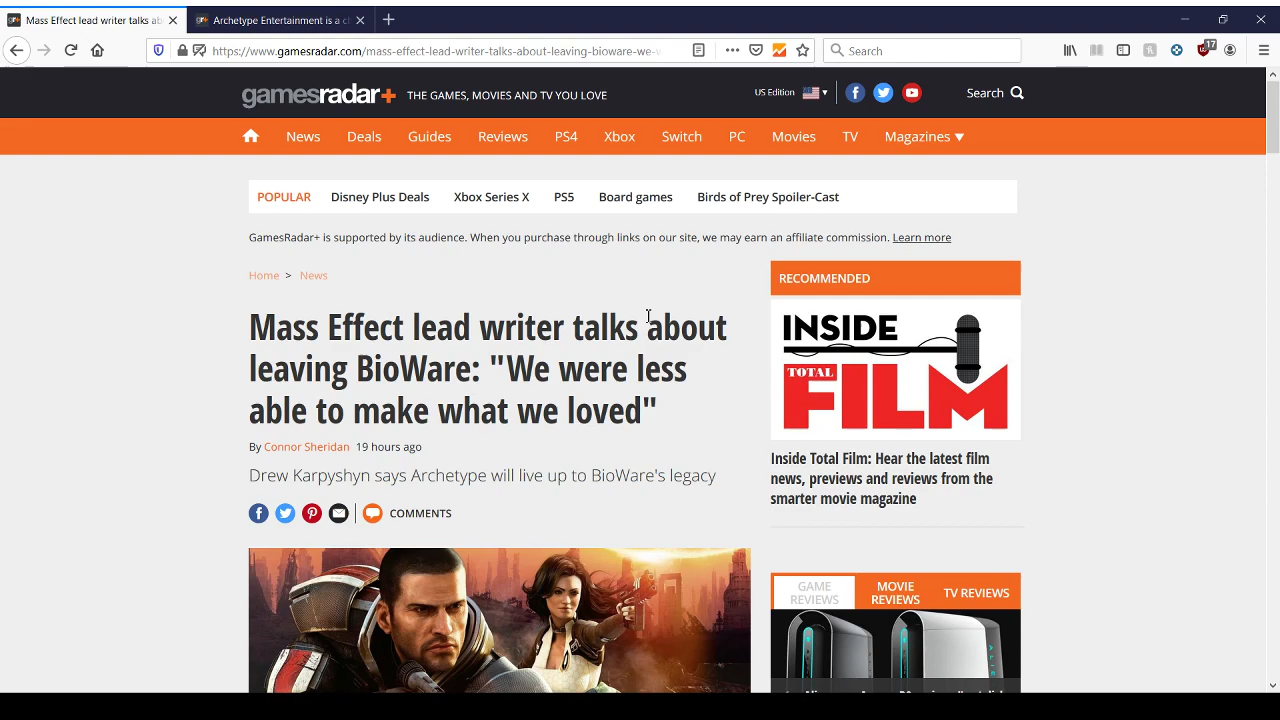 Mass Effect lead writer talks ab
Archetype Entertainment is a c
https://www.gamesradar.com/mass-effect-lead-writer-talks-about-leaving-bioware-we-
Search
17
gamesradar+ THE GAMES, MOVIES AND TV YOU LOVE
US Edition
Search
News Deals Guides Reviews PS4 Xbox Switch PC Movies TV Magazines
POPULAR Disney Plus Deals Xbox Series X PS5 Board games Birds of Prey Spoiler-Cast
GamesRadar+ is supported by its audience. When you purchase through links on our site, we may earn an affiliate commission. Learn more
Home > News
Mass Effect lead writer talks about
leaving BioWare: "We were less
able to make what we loved"
By Connor Sheridan 19 hours ago
Drew Karpyshyn says Archetype will live up to BioWare's legacy
COMMENTS
RECOMMENDED
INSIDE
TOTAL
FILM
Inside Total Film: Hear the latest film
news, previews and reviews from the
smarter movie magazine
GAME
REVIEWS
MOVIE
REVIEWS
TV REVIEWS